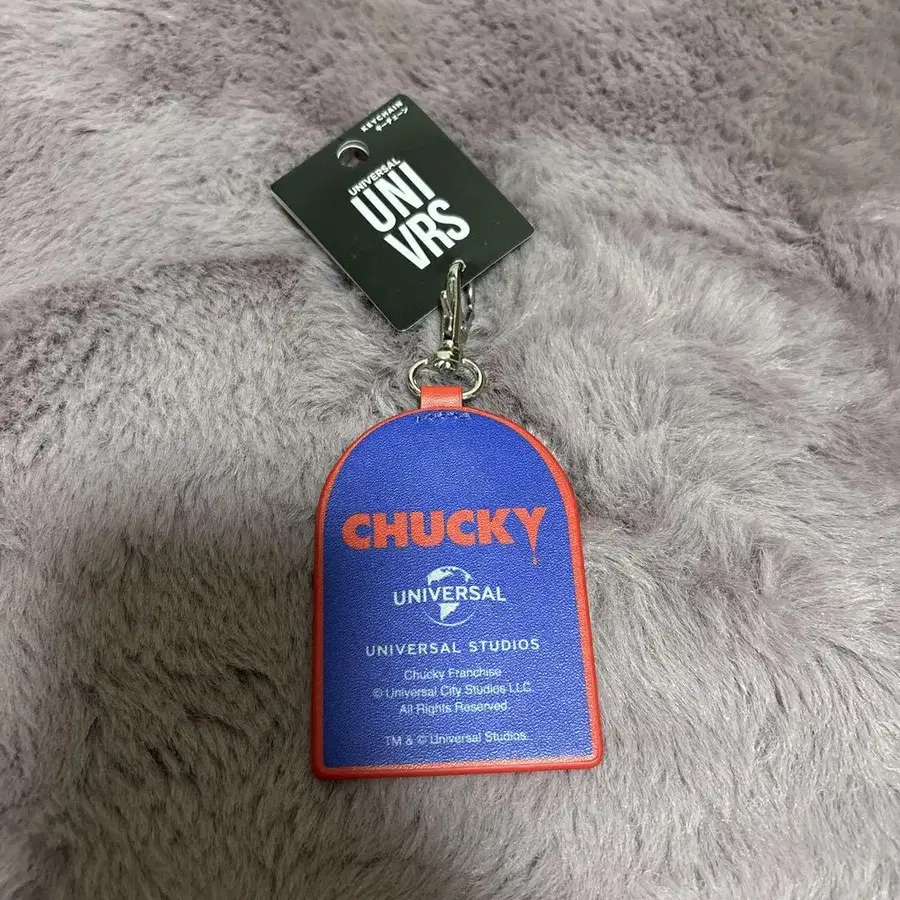 KEYCHAIN
キーチェーン
UNIVERSAL
UNI
VRS
CHUCKY
UNIVERSAL
UNIVERSAL STUDIOS
Chucky Franchise
© Universal City Studios LLC.
All Rights Reserved.
TM & © Universal Studios.